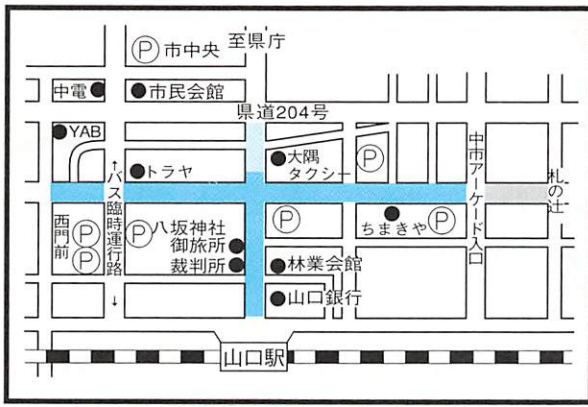 Ⓟ 市中央
至県庁
中電
市民会館
県道204号
YAB
トラヤ
大隅
タクシー
Ⓟ
中市アーケード入口
札の辻
←バス臨時運行路→
西門前
Ⓟ
Ⓟ
Ⓟ
八坂神社
御旅所
裁判所
Ⓟ
ちまきや
Ⓟ
林業会館
山口銀行
山口駅